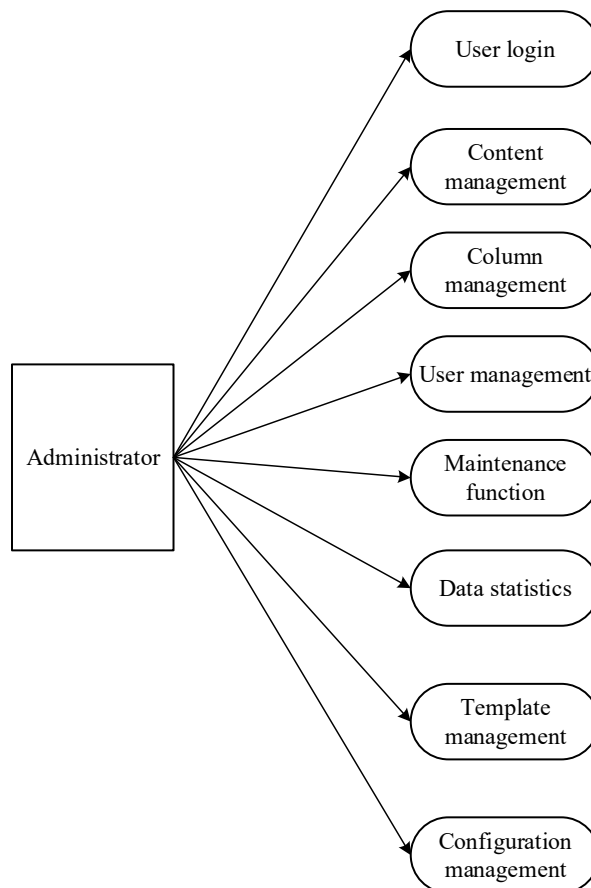 User login
Content
management
Column
management
User management
Administrator
Maintenance
function
Data statistics
Template
management
Configuration
management